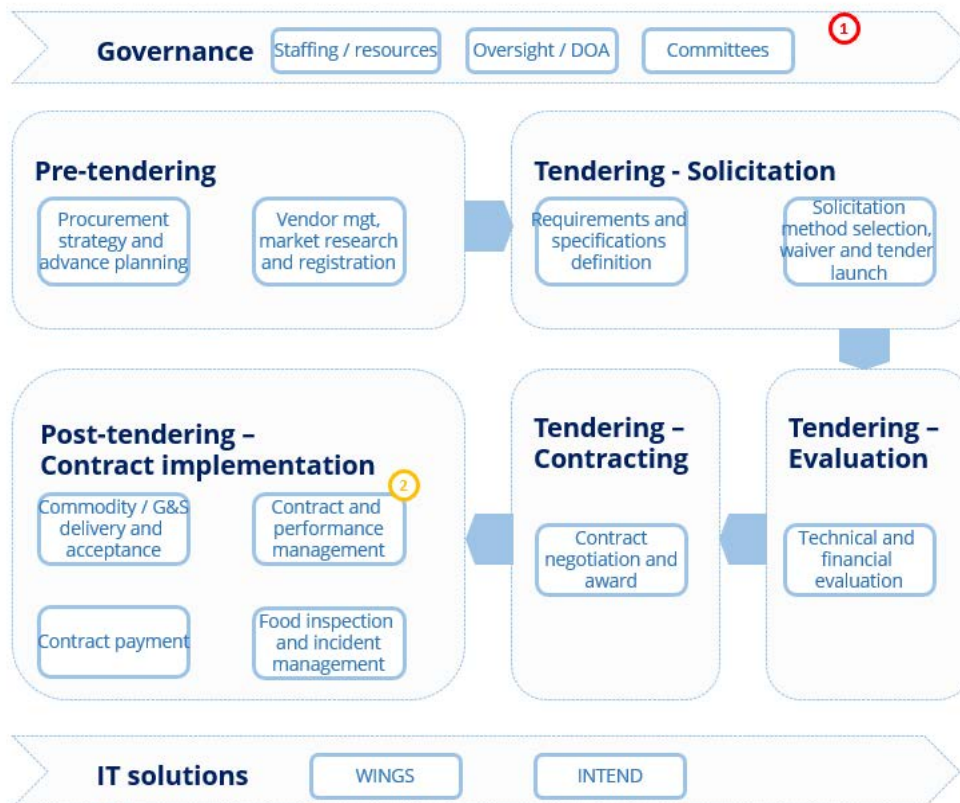 Governance
Staffing / resources
Oversight / DOA
Committees
1
Pre-tendering
Procurement
strategy and
advance planning
Vendor mgt,
market research
and registration
Tendering - Solicitation
Requirements and
specifications
definition
Solicitation
method selection,
waiver and tender
launch
Post-tendering –
Contract implementation
2
Commodity / G&S
delivery and
acceptance
Contract and
performance
management
Contract payment
Food inspection
and incident
management
Tendering –
Contracting
Contract
negotiation and
award
Tendering –
Evaluation
Technical and
financial
evaluation
IT solutions
WINGS
INTEND